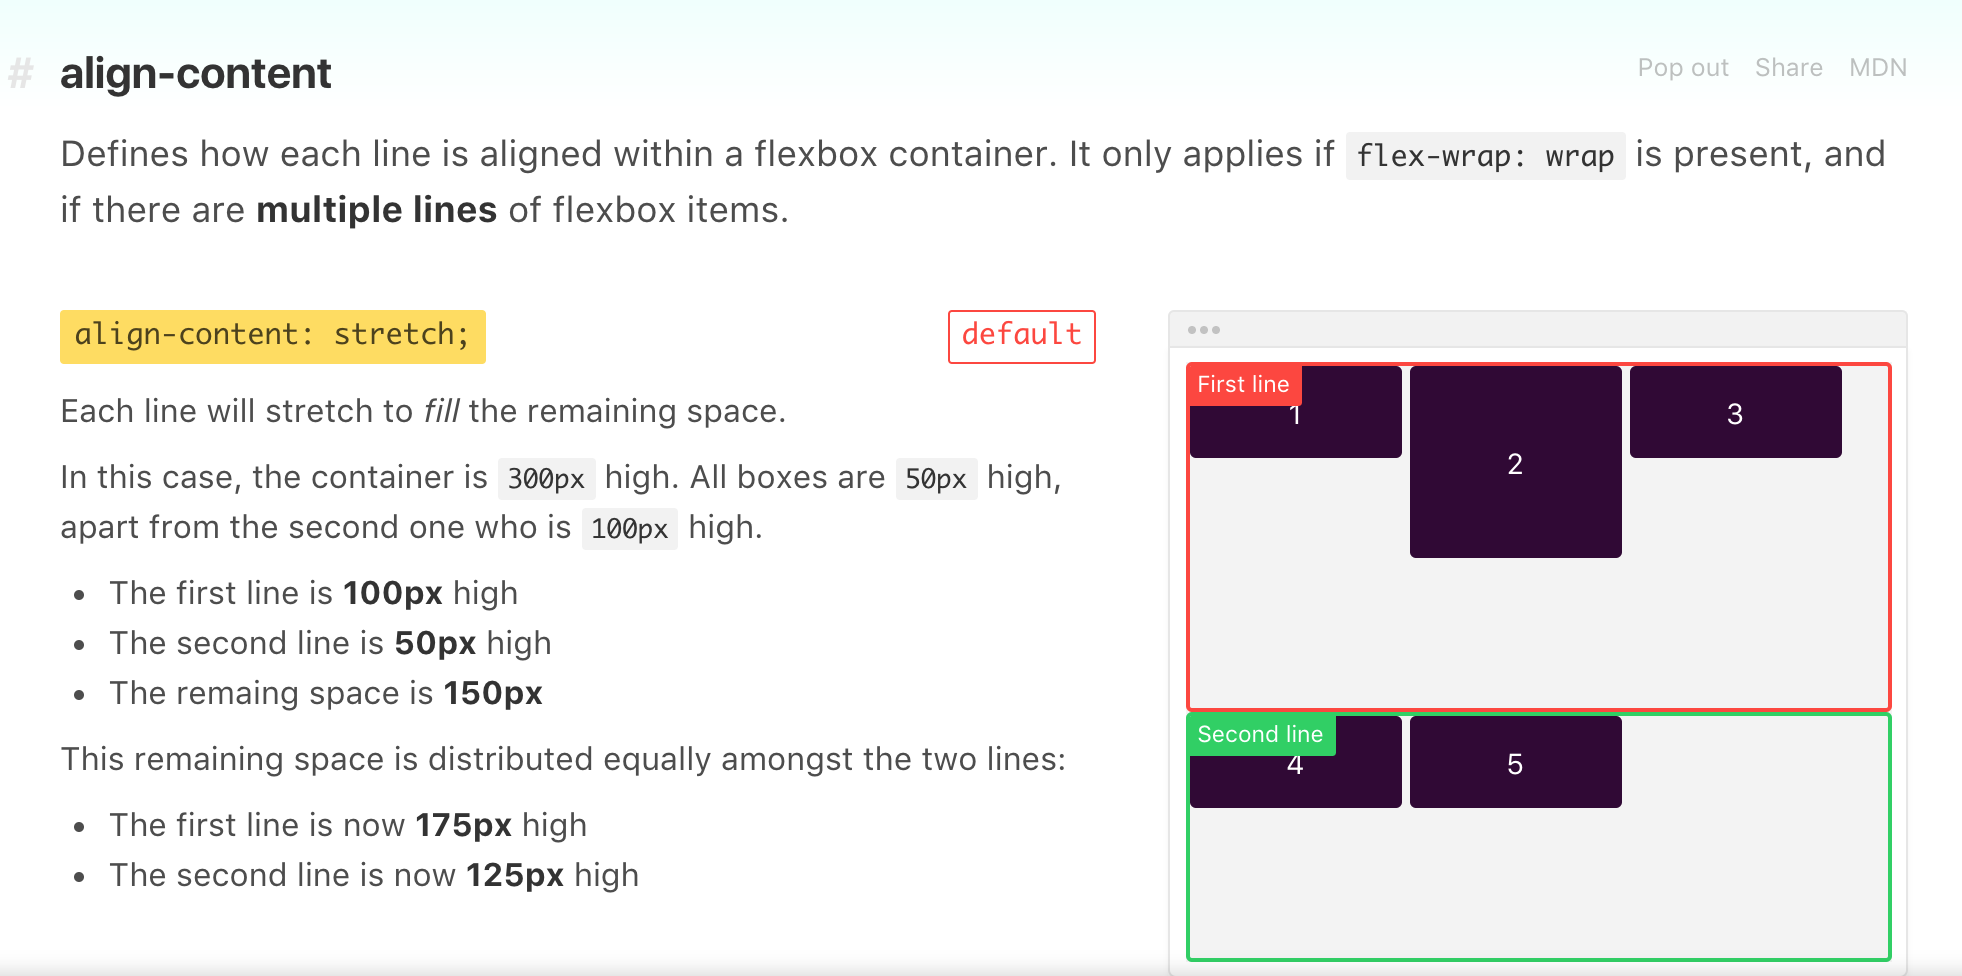 # align-content
Pop out Share MDN
Defines how each line is aligned within a flexbox container. It only applies if flex-wrap: wrap is present, and
if there are multiple lines of flexbox items.
align-content: stretch;
default
Each line will stretch to fill the remaining space.
In this case, the container is 300px high. All boxes are 50px high,
apart from the second one who is 100px high.
• The first line is 100px high
• The second line is 50px high
• The remaing space is 150px
This remaining space is distributed equally amongst the two lines:
• The first line is now 175px high
• The second line is now 125px high
First line
1
2
3
Second line
4
5